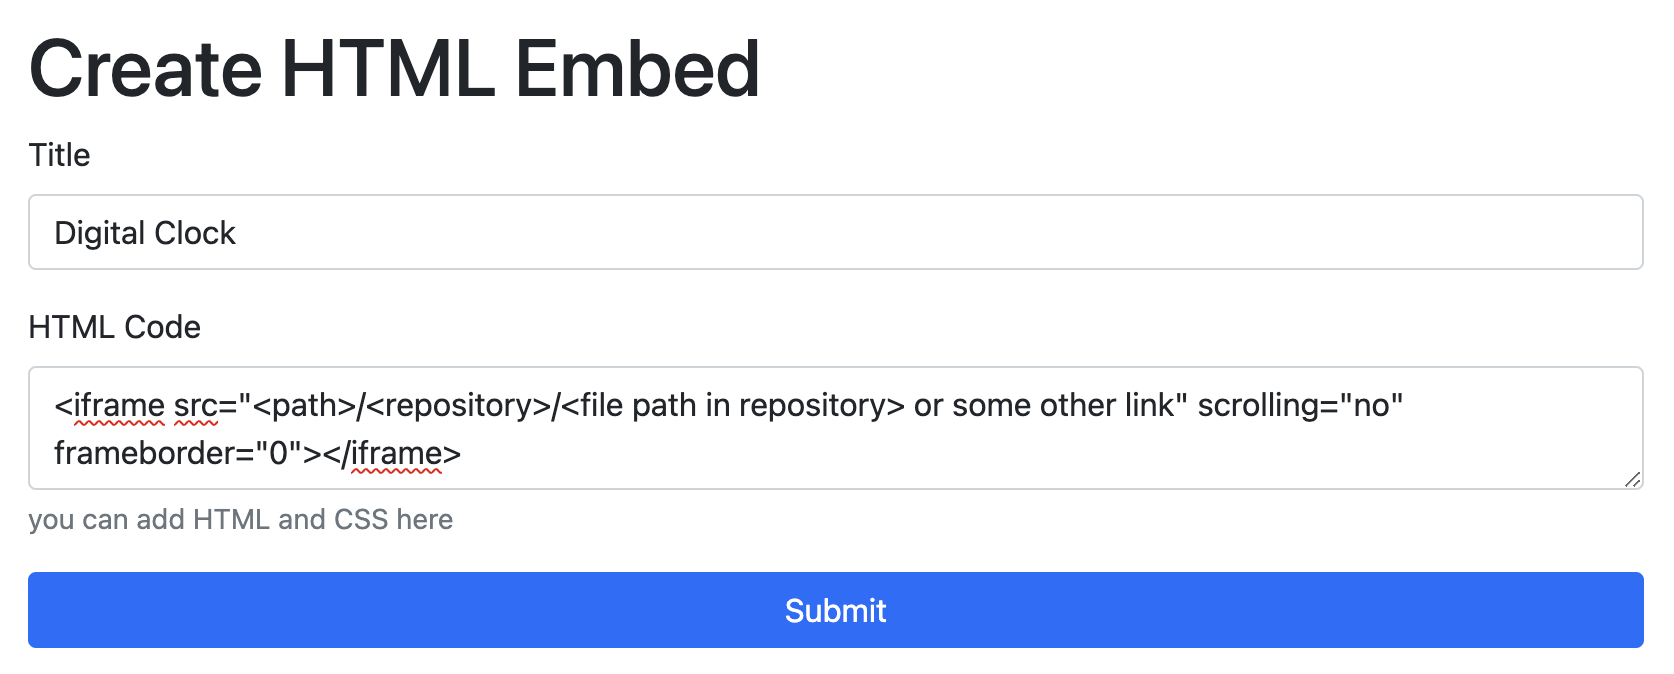 Create HTML Embed
Title
Digital Clock
HTML Code
<iframe src="<path>/<repository>/<file path in repository> or some other link" scrolling="no"
frameborder="0"></iframe>
you can add HTML and CSS here
Submit